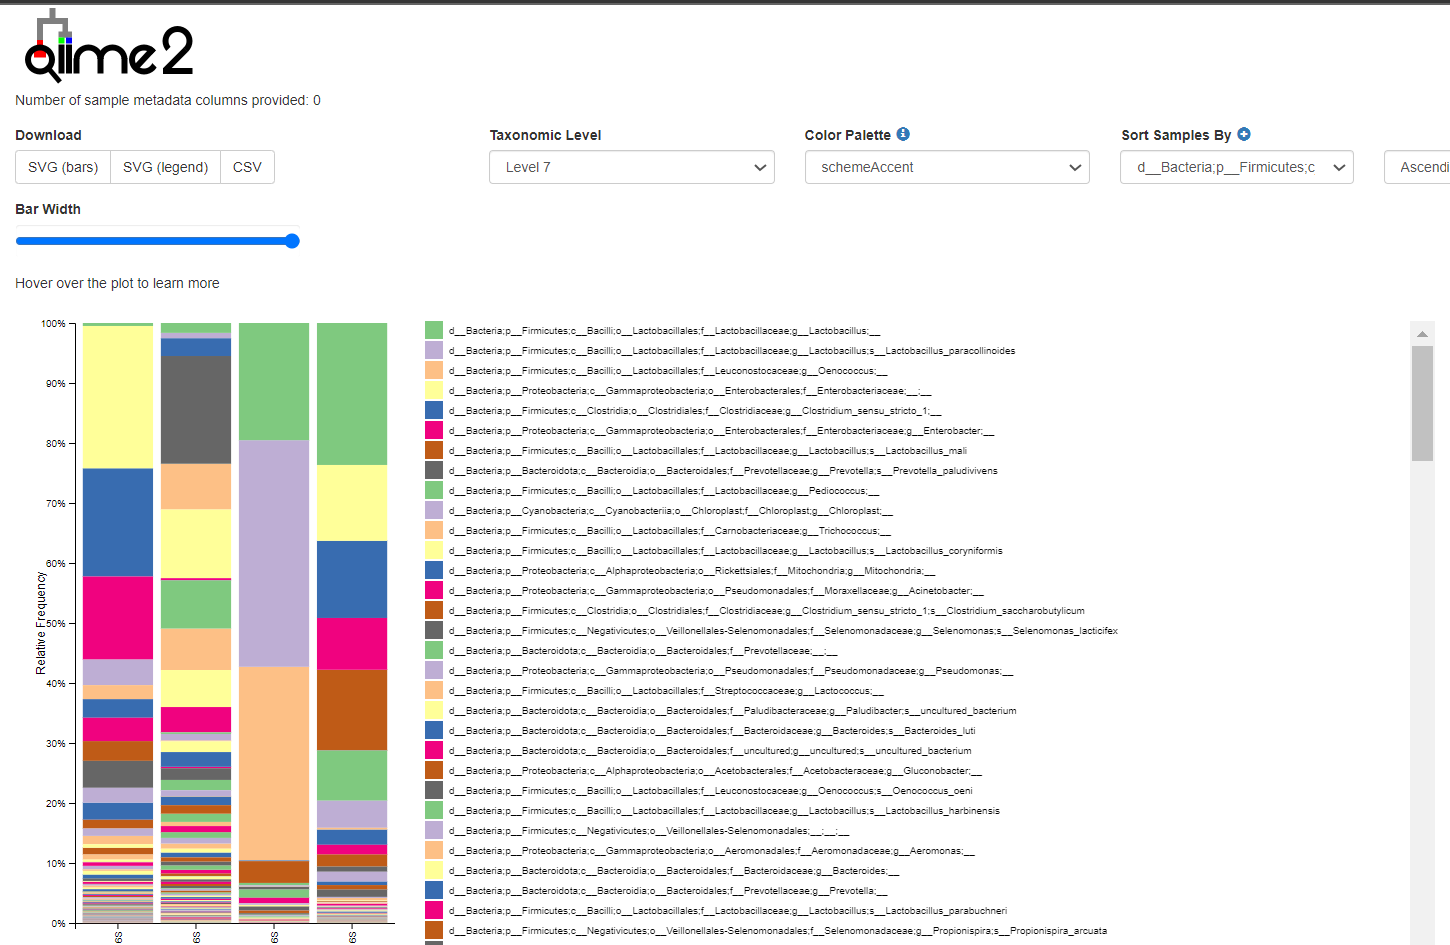 qiime2
Number of sample metadata columns provided: 0
Download
Taxonomic Level
Color Palette
Sort Samples By
SVG (bars)
SVG (legend)
CSV
Level 7
schemeAccent
d__Bacteria;p__Firmicutes;c
Ascendi
Bar Width
Hover over the plot to learn more
Relative Frequency
100%
90%
80%
70%
60%
50%
40%
30%
20%
10%
0%
6S
6S
6S
6S
d__Bacteria;p__Firmicutes;c__Bacilli;o__Lactobacillales;f__Lactobacillaceae;g__Lactobacillus;__
d__Bacteria;p__Firmicutes;c__Bacilli;o__Lactobacillales;f__Lactobacillaceae;g__Lactobacillus;s__Lactobacillus_paracollinoides
d__Bacteria;p__Firmicutes;c__Bacilli;o__Lactobacillales;f__Leuconostocaceae;g__Oenococcus;__
d__Bacteria;p__Proteobacteria;c__Gammaproteobacteria;o__Enterobacterales;f__Enterobacteriaceae;__;__
d__Bacteria;p__Firmicutes;c__Clostridia;o__Clostridiales;f__Clostridiaceae;g__Clostridium_sensu_stricto_1;__
d__Bacteria;p__Proteobacteria;c__Gammaproteobacteria;o__Enterobacterales;f__Enterobacteriaceae;g__Enterobacter;__
d__Bacteria;p__Firmicutes;c__Bacilli;o__Lactobacillales;f__Lactobacillaceae;g__Lactobacillus;s__Lactobacillus_mali
d__Bacteria;p__Bacteroidota;c__Bacteroidia;o__Bacteroidales;f__Prevotellaceae;g__Prevotella;s__Prevotella_paludivivens
d__Bacteria;p__Firmicutes;c__Bacilli;o__Lactobacillales;f__Lactobacillaceae;g__Pediococcus;__
d__Bacteria;p__Cyanobacteria;c__Cyanobacteriia;o__Chloroplast;f__Chloroplast;g__Chloroplast;__
d__Bacteria;p__Firmicutes;c__Bacilli;o__Lactobacillales;f__Carnobacteriaceae;g__Trichococcus;__
d__Bacteria;p__Firmicutes;c__Bacilli;o__Lactobacillales;f__Lactobacillaceae;g__Lactobacillus;s__Lactobacillus_coryniformis
d__Bacteria;p__Proteobacteria;c__Alphaproteobacteria;o__Rickettsiales;f__Mitochondria;g__Mitochondria;__
d__Bacteria;p__Proteobacteria;c__Gammaproteobacteria;o__Pseudomonadales;f__Moraxellaceae;g__Acinetobacter;__
d__Bacteria;p__Firmicutes;c__Clostridia;o__Clostridiales;f__Clostridiaceae;g__Clostridium_sensu_stricto_1;s__Clostridium_saccharobutylicum
d__Bacteria;p__Firmicutes;c__Negativicutes;o__Veillonellales-Selenomonadales;f__Selenomonadaceae;g__Selenomonas;s__Selenomonas_lacticifex
d__Bacteria;p__Bacteroidota;c__Bacteroidia;o__Bacteroidales;f__Prevotellaceae;__;__
d__Bacteria;p__Proteobacteria;c__Gammaproteobacteria;o__Pseudomonadales;f__Pseudomonadaceae;g__Pseudomonas;__
d__Bacteria;p__Firmicutes;c__Bacilli;o__Lactobacillales;f__Streptococcaceae;g__Lactococcus;__
d__Bacteria;p__Bacteroidota;c__Bacteroidia;o__Bacteroidales;f__Paludibacteraceae;g__Paludibacter;s__uncultured_bacterium
d__Bacteria;p__Bacteroidota;c__Bacteroidia;o__Bacteroidales;f__Bacteroidaceae;g__Bacteroides;s__Bacteroides_luti
d__Bacteria;p__Bacteroidota;c__Bacteroidia;o__Bacteroidales;f__uncultured;g__uncultured;s__uncultured_bacterium
d__Bacteria;p__Proteobacteria;c__Alphaproteobacteria;o__Acetobacterales;f__Acetobacteraceae;g__Gluconobacter;__
d__Bacteria;p__Firmicutes;c__Bacilli;o__Lactobacillales;f__Leuconostocaceae;g__Oenococcus;s__Oenococcus_oeni
d__Bacteria;p__Firmicutes;c__Bacilli;o__Lactobacillales;f__Lactobacillaceae;g__Lactobacillus;s__Lactobacillus_harbinensis
d__Bacteria;p__Firmicutes;c__Negativicutes;o__Veillonellales-Selenomonadales;__;__;__
d__Bacteria;p__Proteobacteria;c__Gammaproteobacteria;o__Aeromonadales;f__Aeromonadaceae;g__Aeromonas;__
d__Bacteria;p__Bacteroidota;c__Bacteroidia;o__Bacteroidales;f__Bacteroidaceae;g__Bacteroides;__
d__Bacteria;p__Bacteroidota;c__Bacteroidia;o__Bacteroidales;f__Prevotellaceae;g__Prevotella;__
d__Bacteria;p__Firmicutes;c__Bacilli;o__Lactobacillales;f__Lactobacillaceae;g__Lactobacillus;s__Lactobacillus_parabuchneri
d__Bacteria;p__Firmicutes;c__Negativicutes;o__Veillonellales-Selenomonadales;f__Selenomonadaceae;g__Propionispira;s__Propionispira_arcuata